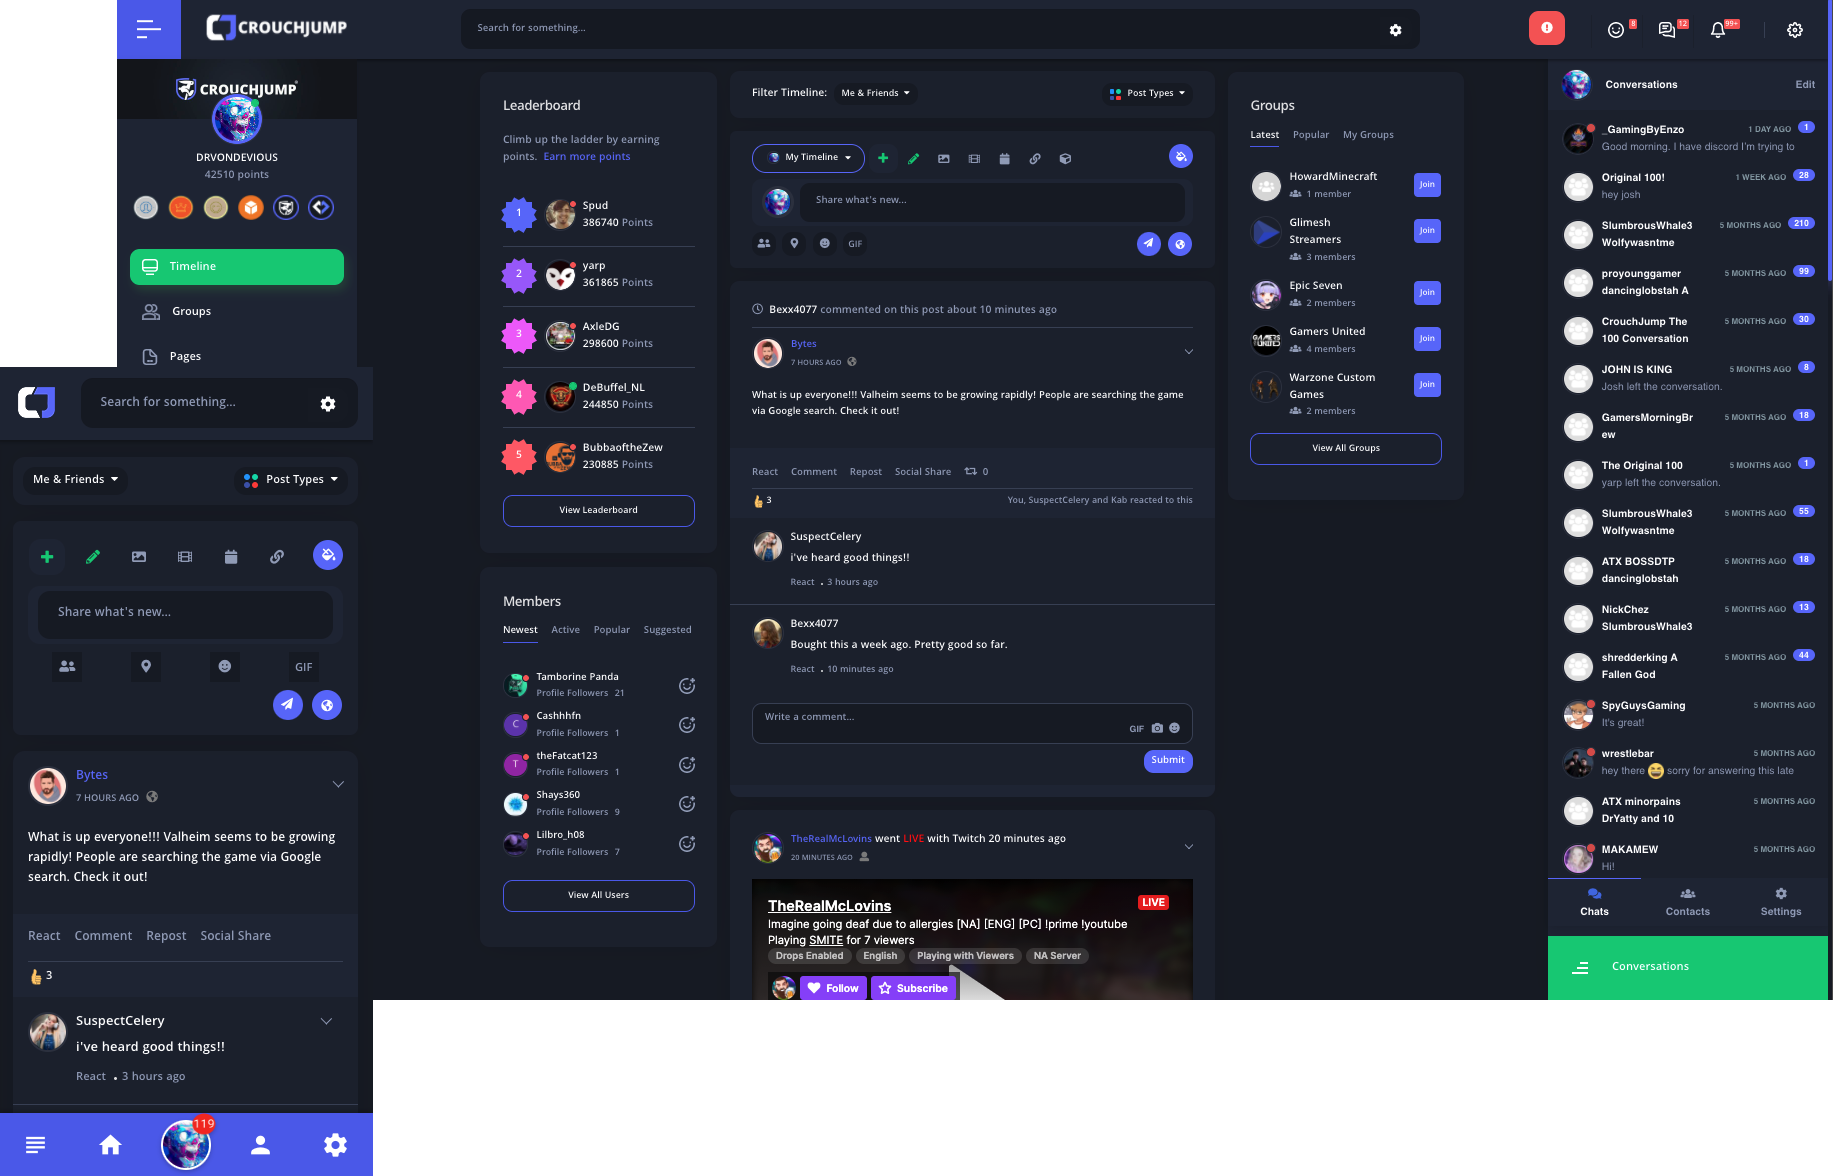 CROUCHJUMP
Search for something...
8
12
99+
CROUCHJUMP
DRVONDEVIOUS
42510 points
Timeline
Groups
Pages
Leaderboard
Climb up the ladder by earning
points. Earn more points
1
Spud
386740 Points
2
yarp
361865 Points
3
AxleDG
298600 Points
4
DeBuffel_NL
244850 Points
5
BubbaoftheZew
230885 Points
View Leaderboard
Members
Newest Active Popular Suggested
Tamborine Panda
Profile Followers 21
C
Cashhhfn
Profile Followers 1
T
theFatcat123
Profile Followers 1
Shays360
Profile Followers 9
Lilbro_h08
Profile Followers 7
View All Users
Filter Timeline: Me & Friends
Post Types
My Timeline
Share what's new...
GIF
Bexx4077 commented on this post about 10 minutes ago
Bytes
7 HOURS AGO
What is up everyone!!! Valheim seems to be growing rapidly! People are searching the game
via Google search. Check it out!
React Comment Repost Social Share 0
3
You, SuspectCelery and Kab reacted to this
SuspectCelery
i've heard good things!!
React . 3 hours ago
Bexx4077
Bought this a week ago. Pretty good so far.
React . 10 minutes ago
Write a comment...
GIF
Submit
TheRealMcLovins went LIVE with Twitch 20 minutes ago
20 MINUTES AGO
TheRealMcLovins
LIVE
Imagine going deaf due to allergies [NA] [ENG] [PC] !prime !youtube
Playing SMITE for 7 viewers
Drops Enabled English Playing with Viewers NA Server
Follow Subscribe
Groups
Latest Popular My Groups
HowardMinecraft
1 member
Join
Glimesh
Streamers
3 members
Join
Epic Seven
2 members
Join
GAMERS
UNITED
Gamers United
4 members
Join
Warzone Custom
Games
2 members
Join
View All Groups
Conversations
Edit
_GamingByEnzo 1 DAY AGO 1
Good morning. I have discord I'm trying to
Original 100! 1 WEEK AGO 28
hey josh
SlumbrousWhale3 5 MONTHS AGO 210
Wolfywasntme
proyounggamer 5 MONTHS AGO 99
dancinglobstah A
CrouchJump The 5 MONTHS AGO 30
100 Conversation
JOHN IS KING 5 MONTHS AGO 8
Josh left the conversation.
GamersMorningBr 5 MONTHS AGO 18
ew
The Original 100 5 MONTHS AGO 1
yarp left the conversation.
SlumbrousWhale3 5 MONTHS AGO 55
Wolfywasntme
ATX BOSSDTP 5 MONTHS AGO 18
dancinglobstah
NickChez 5 MONTHS AGO 13
SlumbrousWhale3
shredderking A 5 MONTHS AGO 44
Fallen God
SpyGuysGaming 5 MONTHS AGO
It's great!
wrestlebar 5 MONTHS AGO
hey there 😆 sorry for answering this late
ATX minorpains 5 MONTHS AGO
DrYatty and 10
MAKAMEW 5 MONTHS AGO
Hi!
Chats Contacts Settings
Conversations
Search for something...
Me & Friends
Post Types
Share what's new...
GIF
Bytes
7 HOURS AGO
What is up everyone!!! Valheim seems to be growing
rapidly! People are searching the game via Google
search. Check it out!
React Comment Repost Social Share
3
SuspectCelery
i've heard good things!!
React . 3 hours ago
119